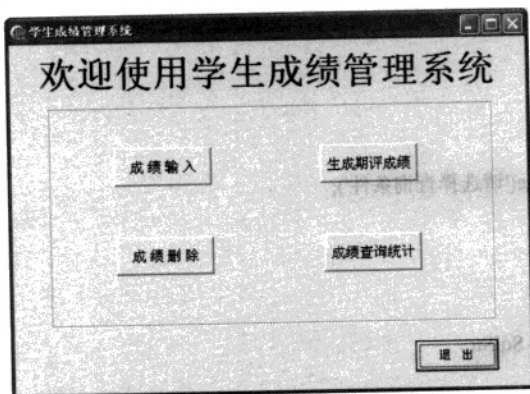 学生成绩管理系统
欢迎使用学生成绩管理系统
成绩输入
生成期评成绩
成绩删除
成绩查询统计
退出